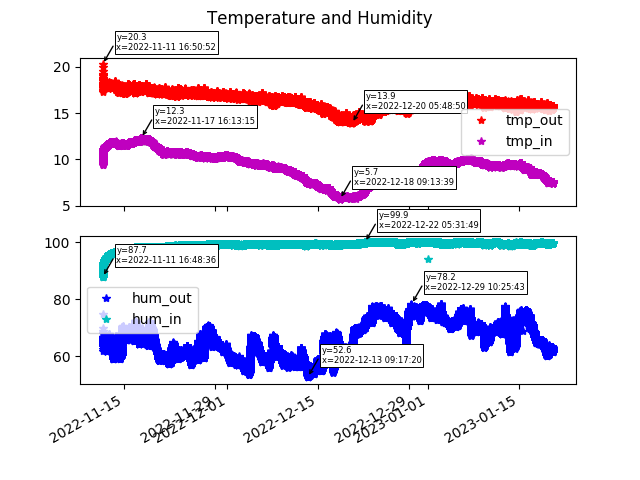 Temperature and Humidity
y=20.3
x=2022-11-11 16:50:52
20
15
10
5
y=13.9
x=2022-12-20 05:48:50
y=12.3
x=2022-11-17 16:13:15
tmp_out
tmp_in
y=5.7
x=2022-12-18 09:13:39
y=99.9
x=2022-12-22 05:31:49
100
80
60
y=87.7
x=2022-11-11 16:48:36
y=78.2
x=2022-12-29 10:25:43
hum_out
hum_in
y=52.6
x=2022-12-13 09:17:20
2022-11-15
2022-11-29
2022-12-01
2022-12-15
2022-12-29
2023-01-01
2023-01-15